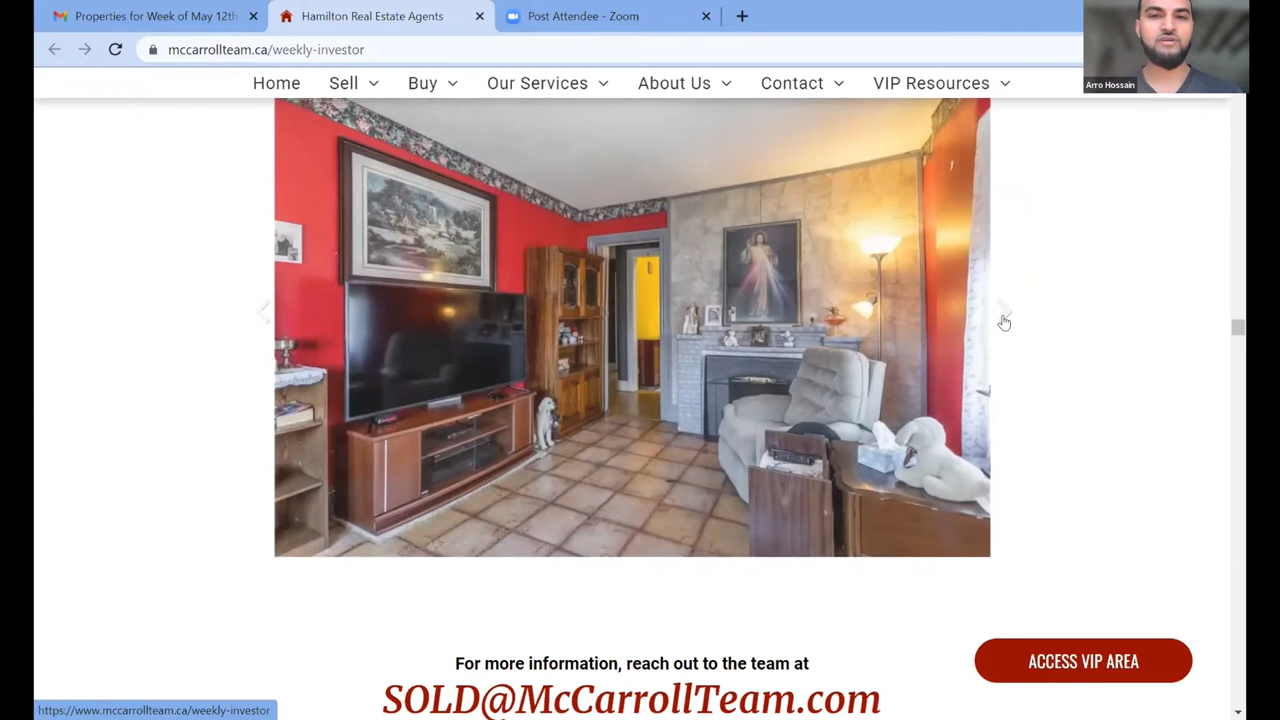 Properties for Week of May 12th
Hamilton Real Estate Agents
Post Attendee - Zoom
mccarrollteam.ca/weekly-investor
Arro Hossain
Home Sell Buy Our Services About Us Contact VIP Resources
For more information, reach out to the team at
SOLD@McCarrollTeam.com
ACCESS VIP AREA
https://www.mccarrollteam.ca/weekly-investor